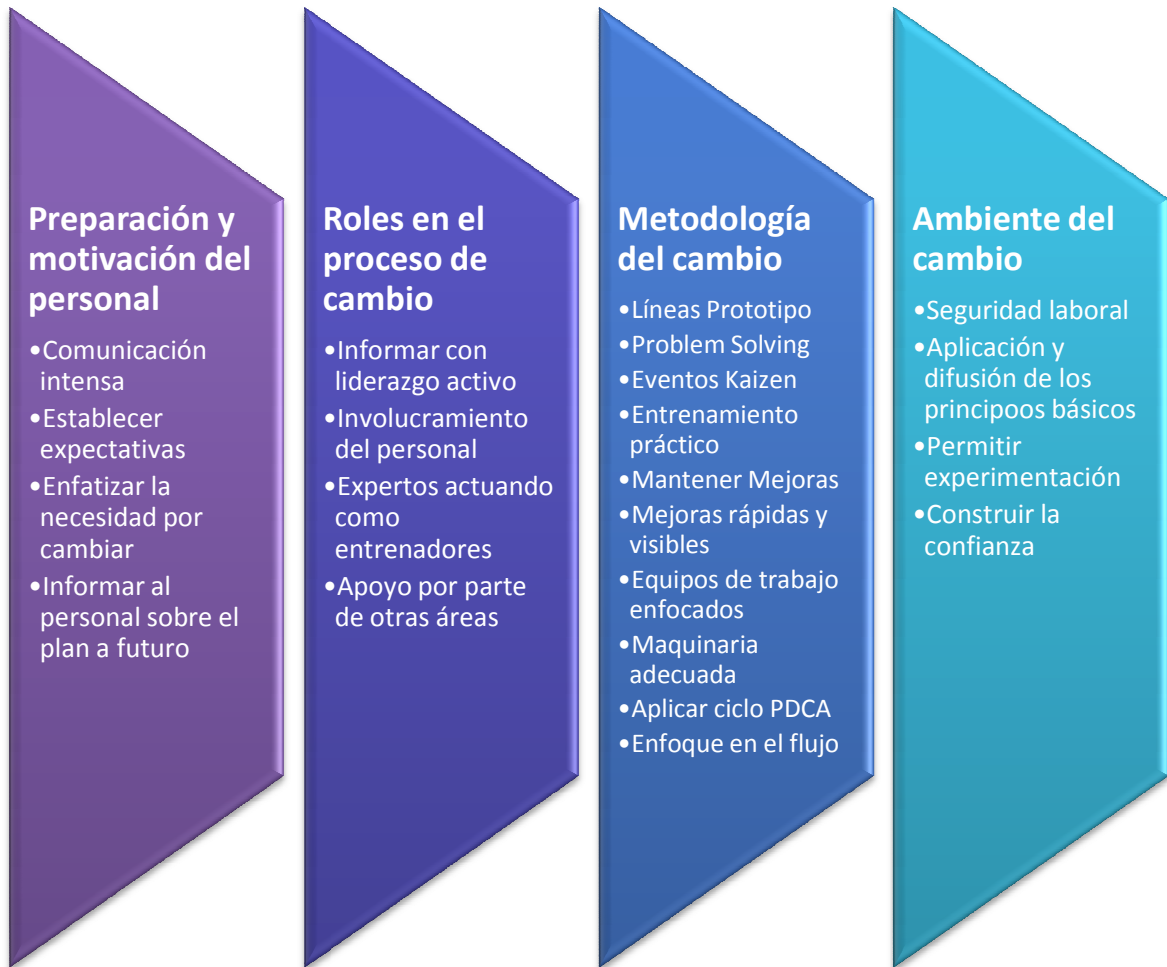 Preparación y
motivación del
personal
•Comunicación
intensa
•Establecer
expectativas
•Enfatizar la
necesidad por
cambiar
•Informar al
personal sobre el
plan a futuro
Roles en el
proceso de
cambio
•Informar con
liderazgo activo
•Involucramiento
del personal
•Expertos actuando
como
entrenadores
•Apoyo por parte
de otras áreas
Metodología
del cambio
•Líneas Prototipo
•Problem Solving
•Eventos Kaizen
•Entrenamiento
práctico
•Mantener Mejoras
•Mejoras rápidas y
visibles
•Equipos de trabajo
enfocados
•Maquinaria
adecuada
•Aplicar ciclo PDCA
•Enfoque en el flujo
Ambiente del
cambio
•Seguridad laboral
•Aplicación y
difusión de los
principoos básicos
•Permitir
experimentación
•Construir la
confianza